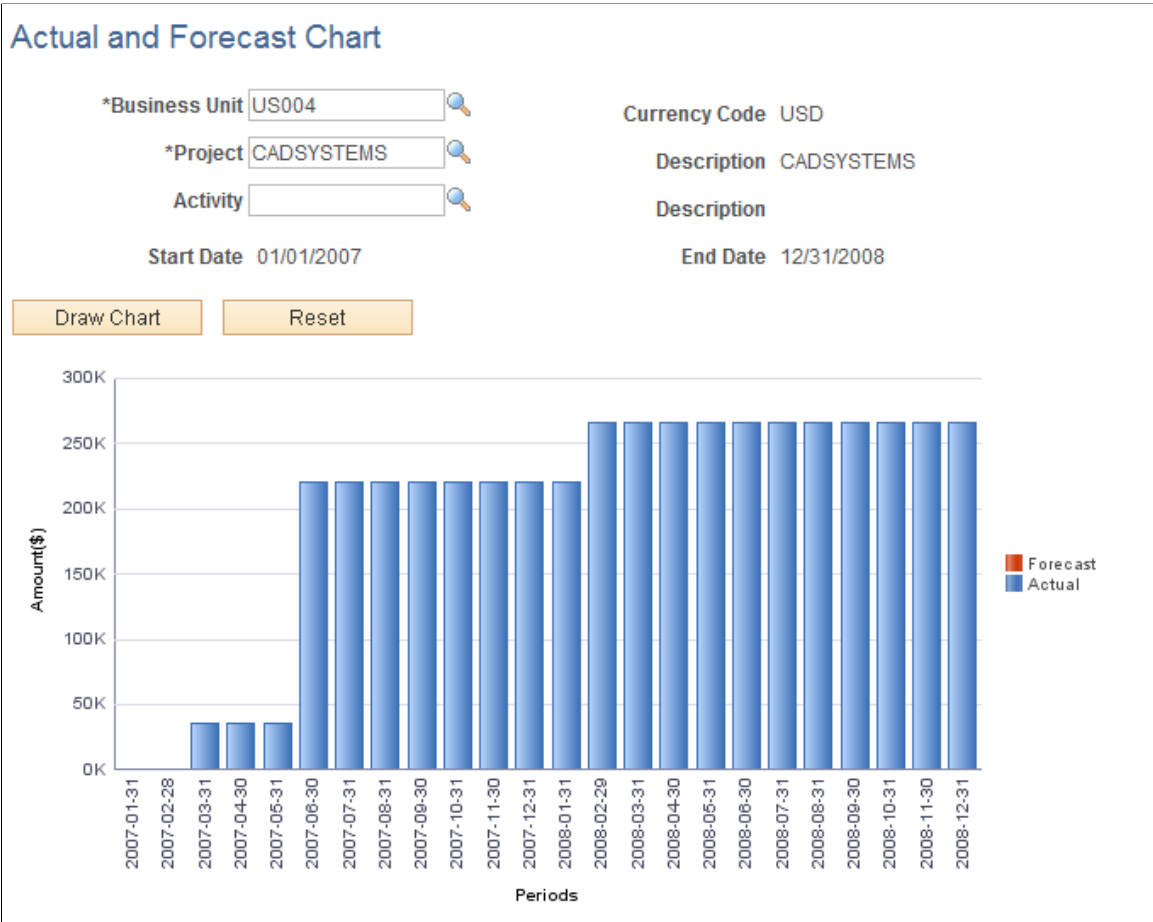 Actual and Forecast Chart
*Business Unit US004
Currency Code USD
*Project CADSYSTEMS
Description CADSYSTEMS
Activity
Description
Start Date 01/01/2007
End Date 12/31/2008
Draw Chart
Reset
300K
250K
200K
150K
100K
50K
0K
Amount($)
Forecast
Actual
2007-01-31
2007-02-28
2007-03-31
2007-04-30
2007-05-31
2007-06-30
2007-07-31
2007-08-31
2007-09-30
2007-10-31
2007-11-30
2007-12-31
2008-01-31
2008-02-29
2008-03-31
2008-04-30
2008-05-31
2008-06-30
2008-07-31
2008-08-31
2008-09-30
2008-10-31
2008-11-30
2008-12-31
Periods